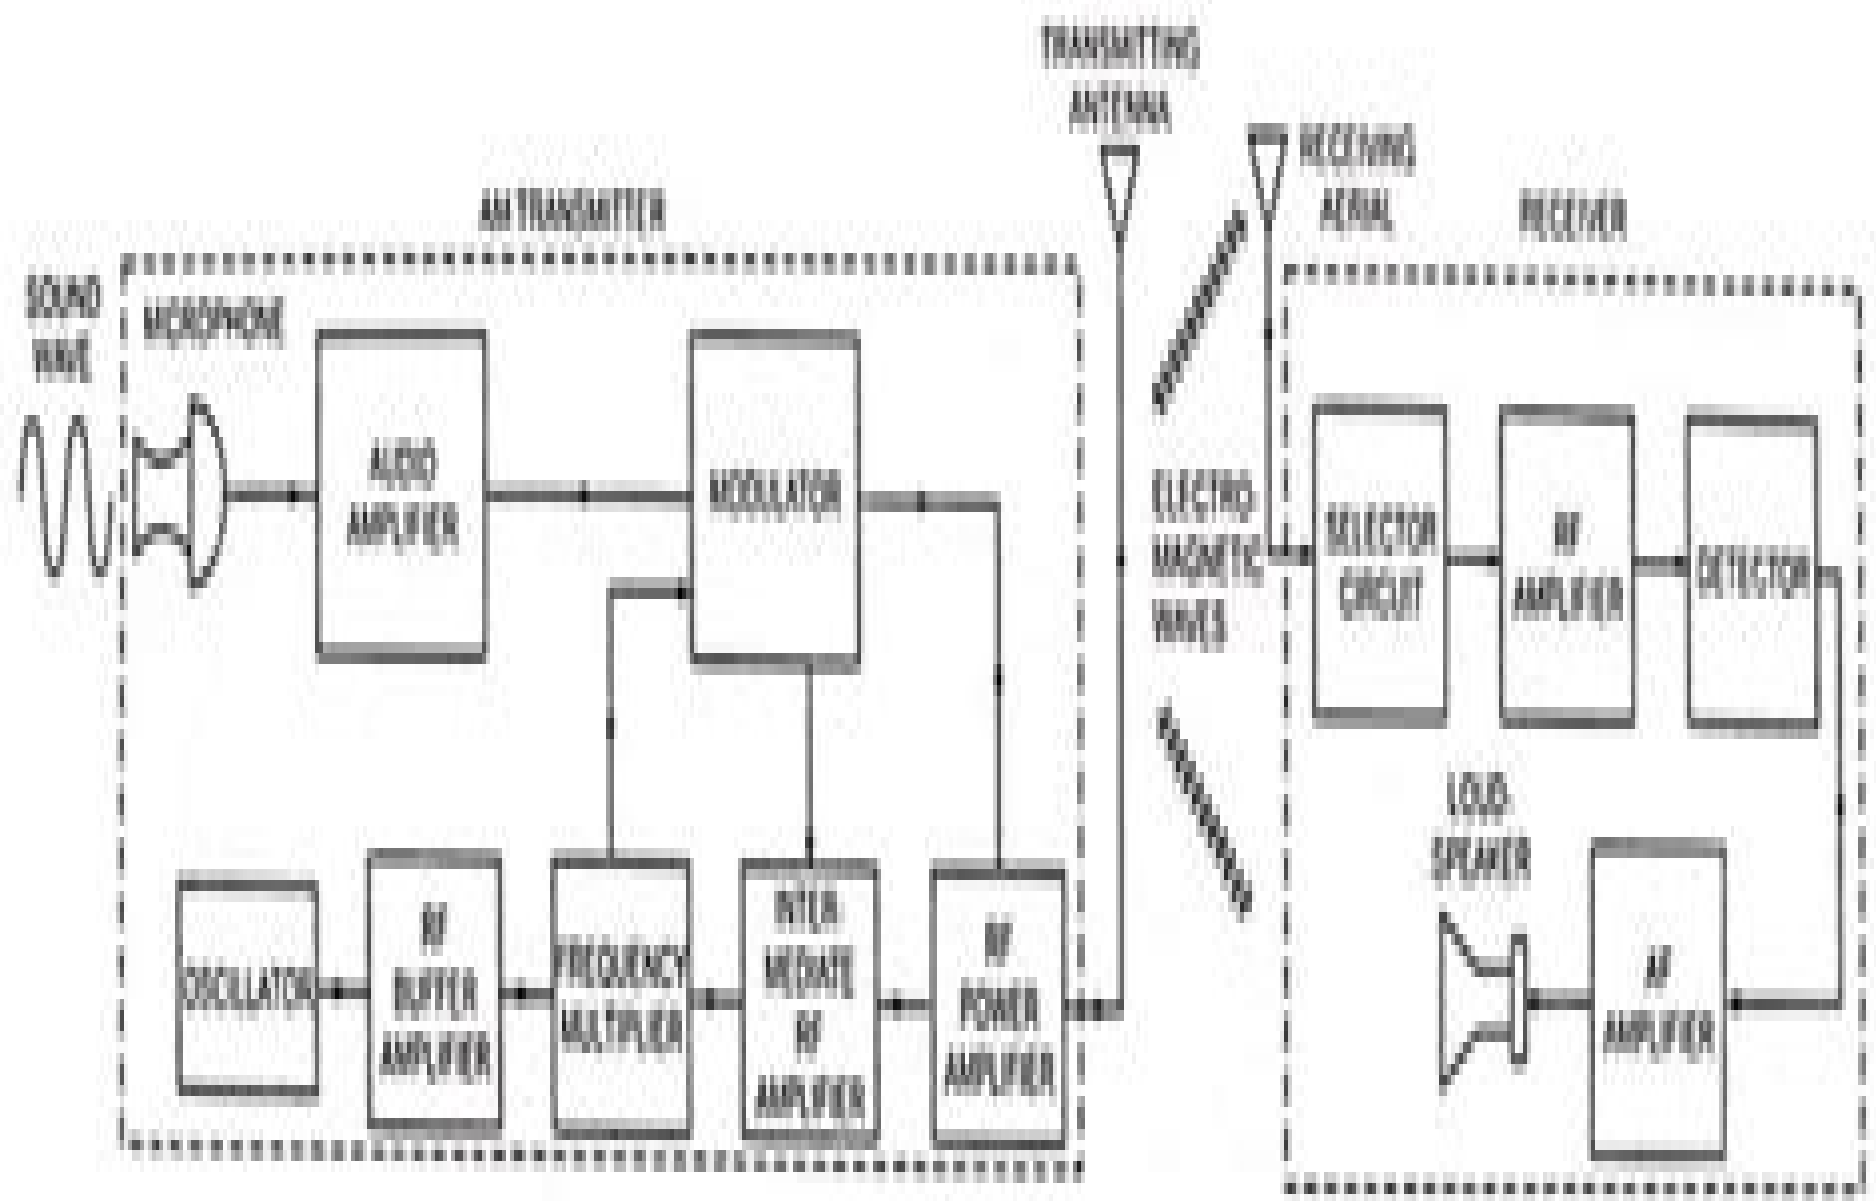 TRANSMITTING
ANTENNA
RECEIVING
AERIAL
RECEIVER
AM TRANSMITTER
SOUND
WAVE
MICROPHONE
AUDIO
AMPLIFIER
MODULATOR
ELECTRO
MAGNETIC
WAVES
SELECTOR
CIRCUIT
RF
AMPLIFIER
DETECTOR
OSCILLATOR
RF
BUFFER
AMPLIFIER
FREQUENCY
MULTIPLIER
INTER
MEDIATE
RF
AMPLIFIER
RF
POWER
AMPLIFIER
LOUD
SPEAKER
AF
AMPLIFIER